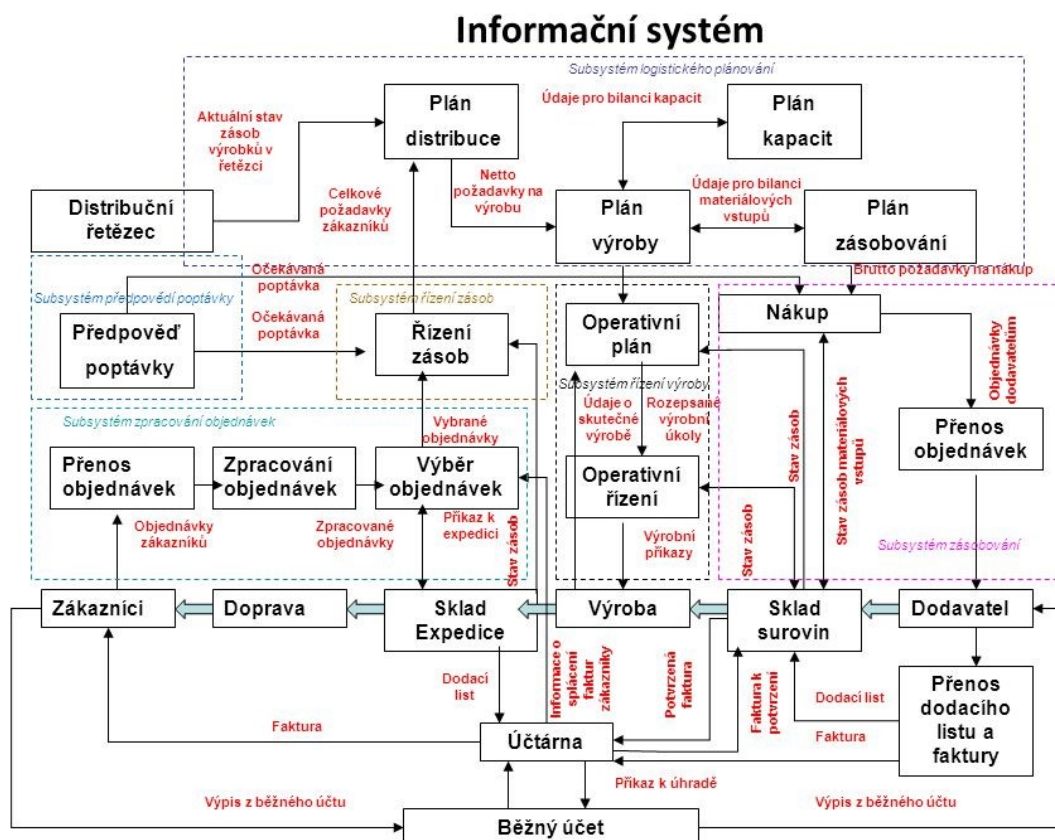 Informační systém
Subsystém logistického plánování
Plán
distribuce
Údaje pro bilanci kapacit
Plán
kapacit
Aktuální stav
zásob
výrobků v
řetězci
Netto
požadavky na
výrobu
Údaje pro bilanci
materiálových
vstupů
Celkové
požadavky
zákazníků
Distribuční
řetězec
Plán
výroby
Plán
zásobování
Očekávaná
poptávka
Brutto požadavky na nákup
Subsystém předpovědí poptávky
Subsystém řízení zásob
Nákup
Předpověď
poptávky
Očekávaná
poptávka
Řízení
zásob
Operativní
plán
Objednávky
dodavatelům
Subsystém řízení výroby
Subsystém zpracování objednávek
Vybrané
objednávky
Údaje o
skutečné
výrobě
Rozepsané
výrobní
úkoly
Stav zásob
Stav zásob materiálových
vstupů
Přenos
objednávek
Přenos
objednávek
Zpracování
objednávek
Výběr
objednávek
Operativní
řízení
Objednávky
zákazníků
Zpracované
objednávky
Příkaz k
expedici
Stav zásob
Výrobní
příkazy
Stav zásob
Subsystém zásobování
Zákazníci
Doprava
Sklad
Expedice
Výroba
Sklad
surovin
Dodavatel
Dodací
list
Informace o
splácení
faktur
zákazníky
Potvrzená
faktura
Faktura k
potvrzení
Dodací list
Přenos
dodacího
listu a
faktury
Faktura
Účtárna
Faktura
Příkaz k úhradě
Výpis z běžného účtu
Výpis z běžného účtu
Běžný účet